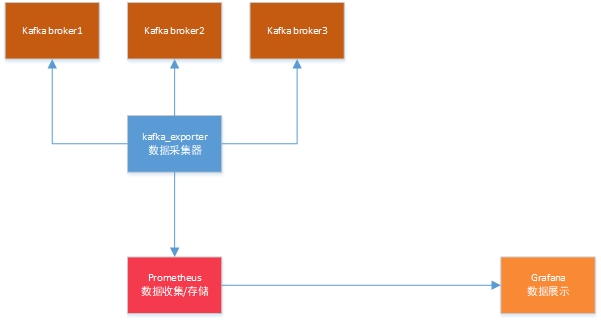 Kafka broker1
Kafka broker2
Kafka broker3
kafka_exporter
数据采集器
Prometheus
数据收集/存储
Grafana
数据展示